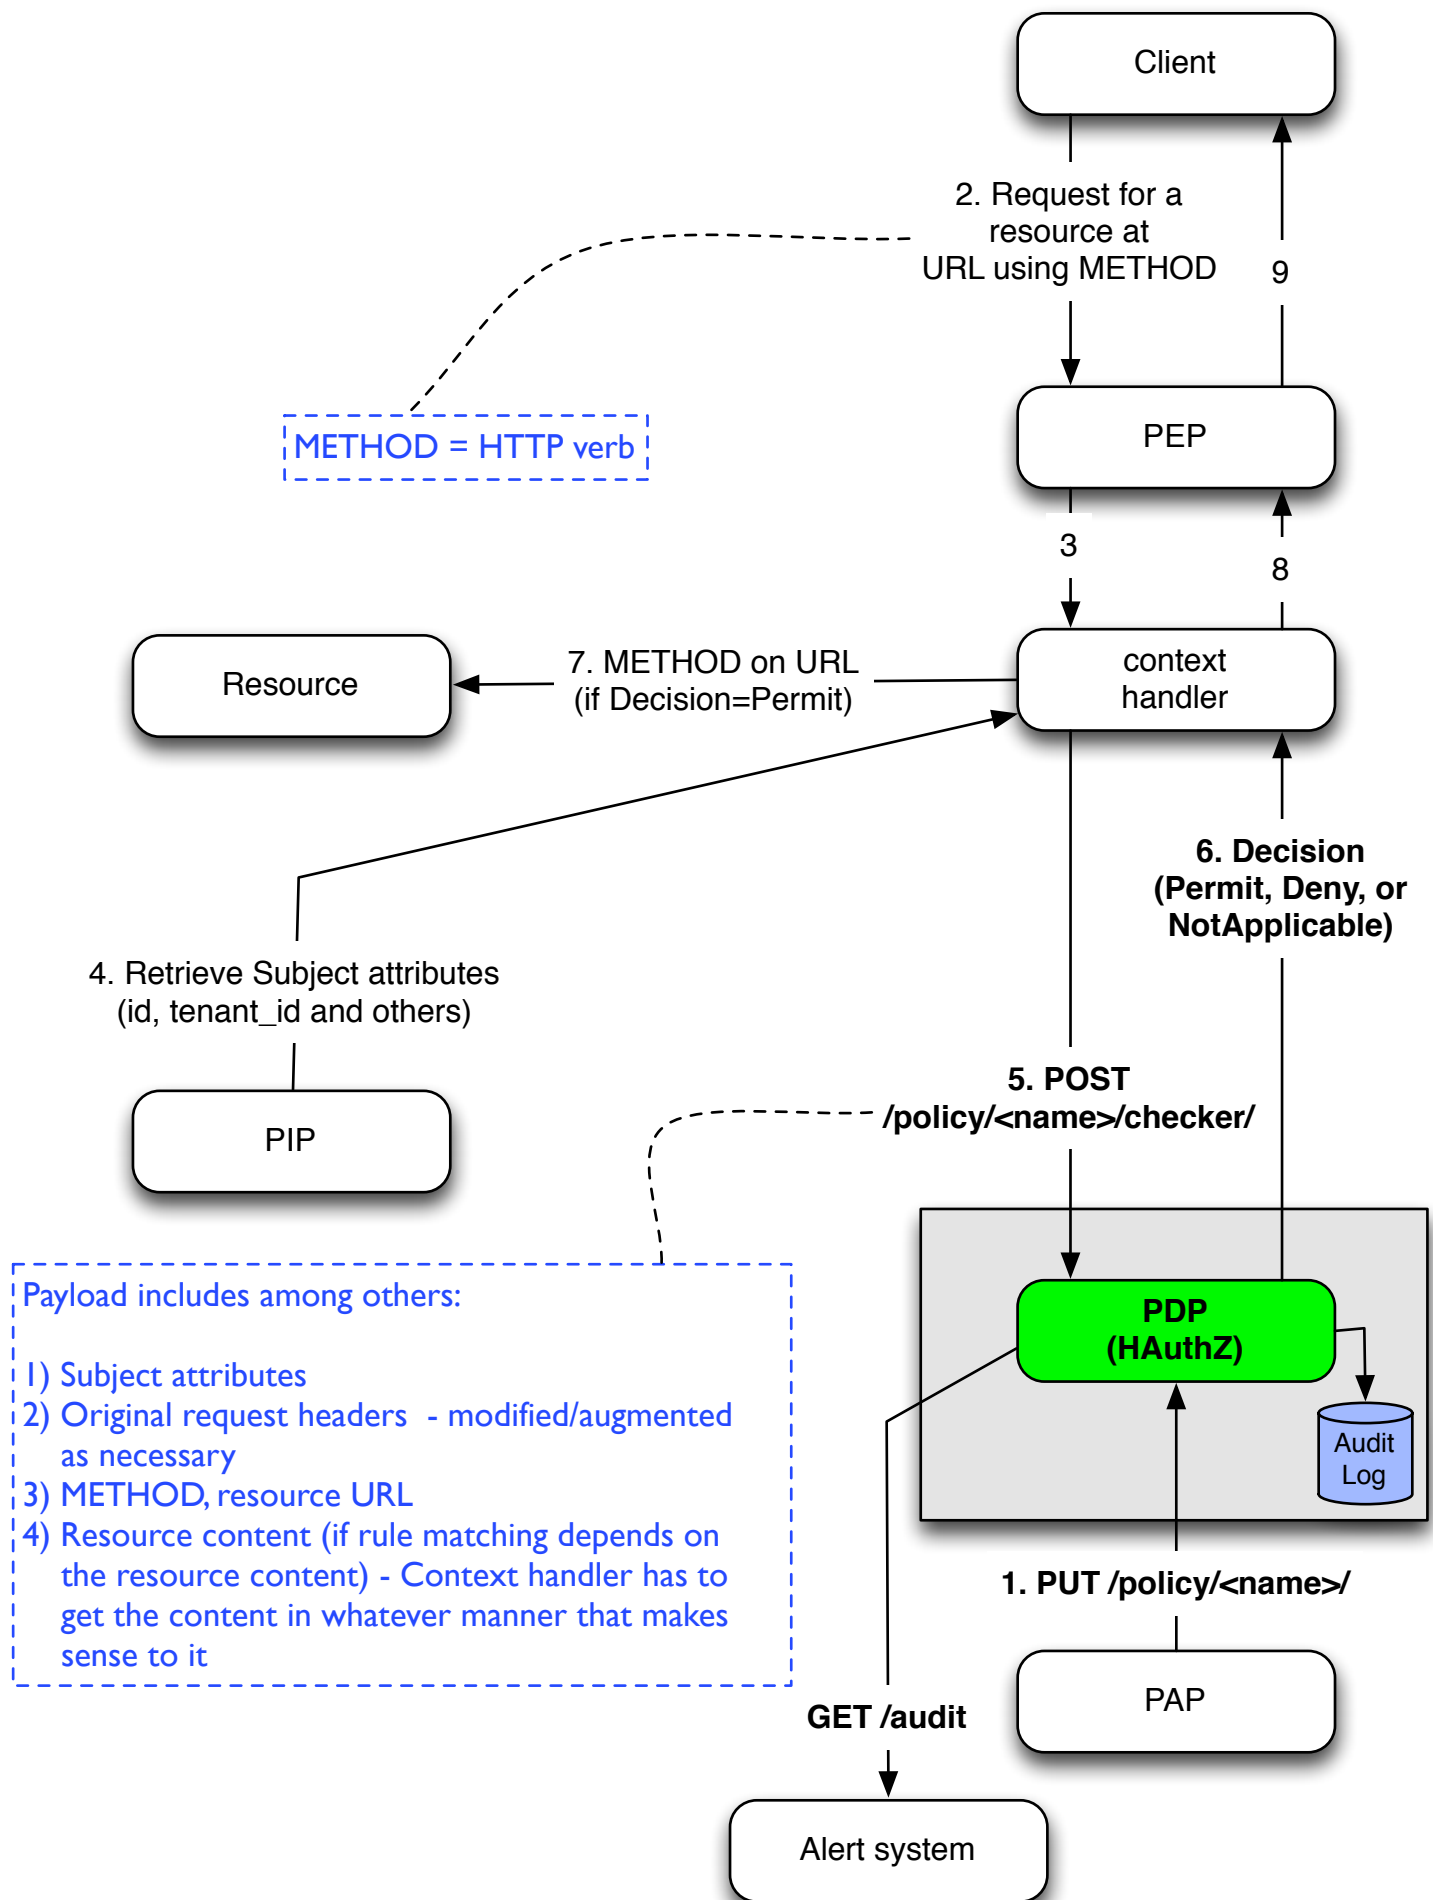 Client
2. Request for a
resource at
URL using METHOD
9
METHOD = HTTP verb
PEP
3
8
Resource
7. METHOD on URL
(if Decision=Permit)
context
handler
6. Decision
(Permit, Deny, or
NotApplicable)
4. Retrieve Subject attributes
(id, tenant_id and others)
5. POST
/policy/<name>/checker/
PIP
Payload includes among others:
1) Subject attributes
2) Original request headers  - modified/augmented
as necessary
3) METHOD, resource URL
4) Resource content (if rule matching depends on
the resource content) - Context handler has to
get the content in whatever manner that makes
sense to it
PDP
(HAuthZ)
Audit
Log
1. PUT /policy/<name>/
PAP
GET /audit
Alert system